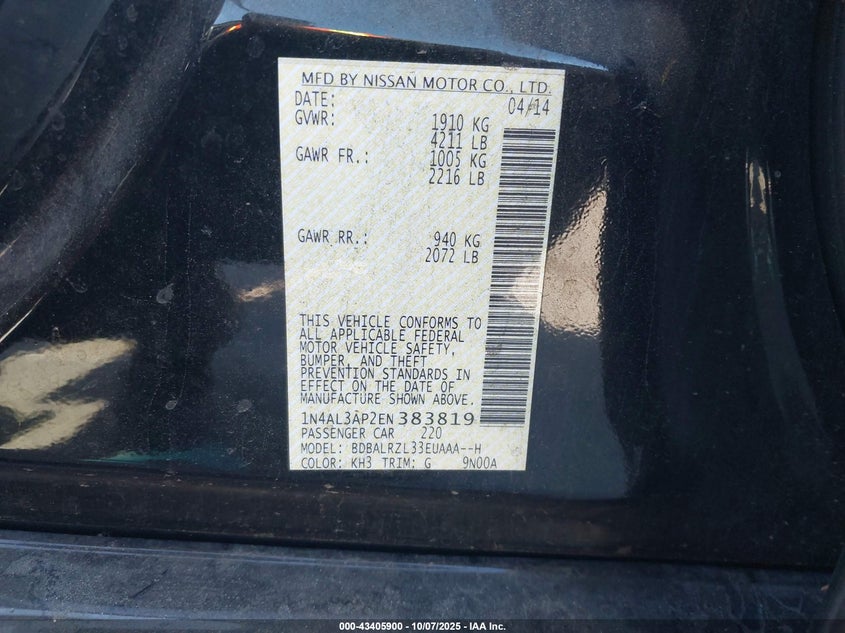 MFD BY NISSAN MOTOR CO., LTD.
DATE: 04/14
GVWR: 1910 KG
4211 LB
GAWR FR.: 1005 KG
2216 LB
GAWR RR.: 940 KG
2072 LB
THIS VEHICLE CONFORMS TO
ALL APPLICABLE FEDERAL
MOTOR VEHICLE SAFETY,
BUMPER, AND THEFT
PREVENTION STANDARDS IN
EFFECT ON THE DATE OF
MANUFACTURE SHOWN ABOVE.
1N4AL3AP2EN383819
PASSENGER CAR 220
MODEL: BDBALRZL33EUAAA--H
COLOR: KH3 TRIM: G 9N00A
000-43405900 - 10/07/2025 - IAA Inc.